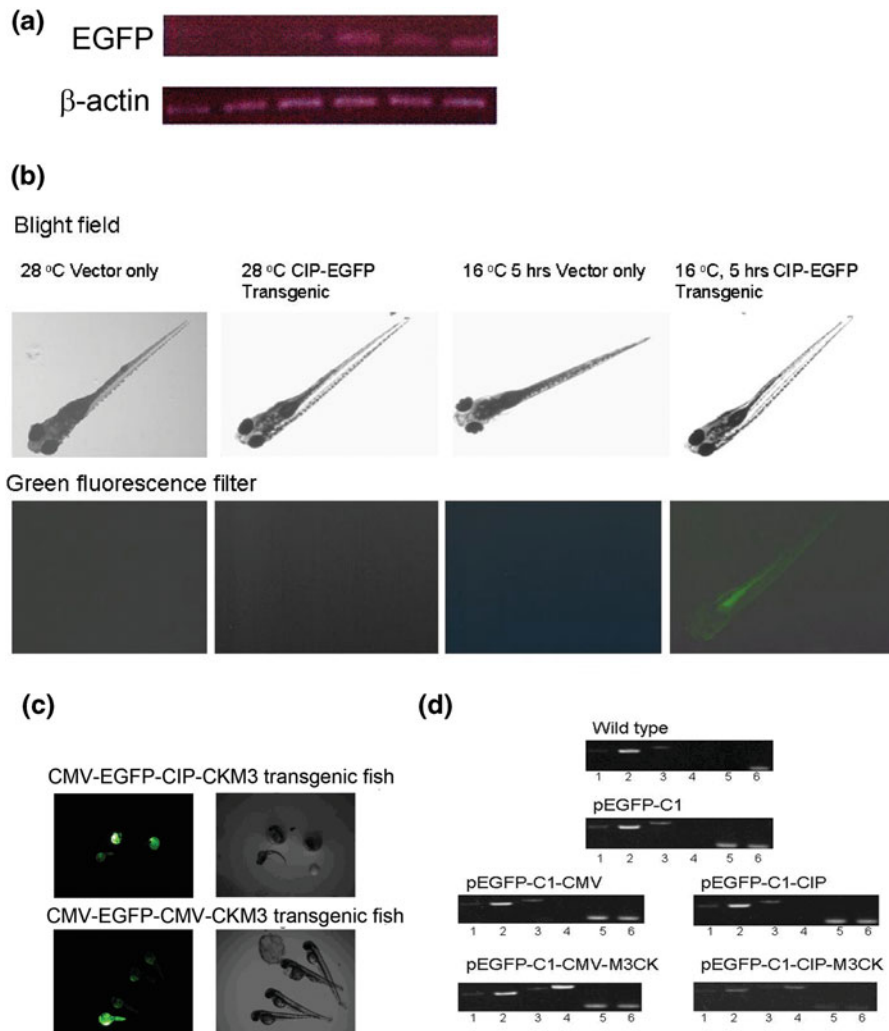 (a)
EGFP
β-actin
(b)
Blight field
28 °C Vector only
28 °C CIP-EGFP
Transgenic
16 °C 5 hrs Vector only
16 °C, 5 hrs CIP-EGFP
Transgenic
Green fluorescence filter
(c)
CMV-EGFP-CIP-CKM3 transgenic fish
CMV-EGFP-CMV-CKM3 transgenic fish
(d)
Wild type
1 2 3 4 5 6
pEGFP-C1
1 2 3 4 5 6
pEGFP-C1-CMV
1 2 3 4 5 6
pEGFP-C1-CIP
1 2 3 4 5 6
pEGFP-C1-CMV-M3CK
1 2 3 4 5 6
pEGFP-C1-CIP-M3CK
1 2 3 4 5 6